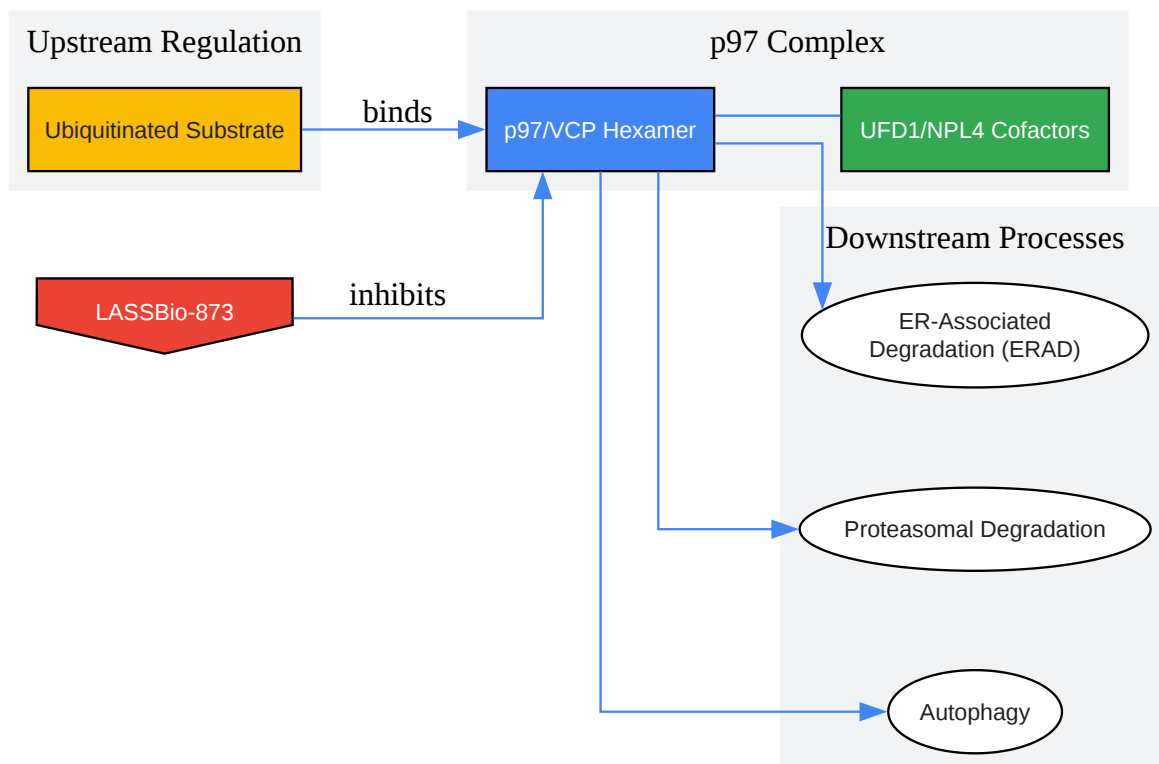 Upstream Regulation
p97 Complex
Ubiquitinated Substrate
binds
p97/VCP Hexamer
UFD1/NPL4 Cofactors
Downstream Processes
LASSBio-873
inhibits
ER-Associated
Degradation (ERAD)
Proteasomal Degradation
Autophagy